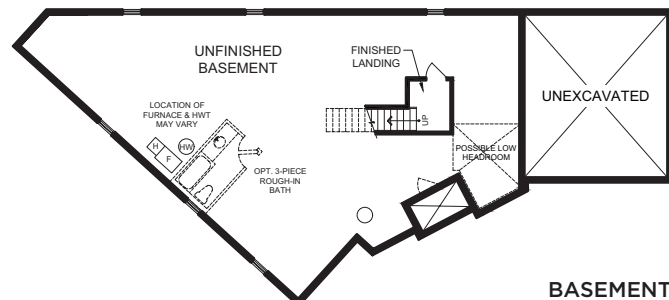 UNFINISHED
BASEMENT
FINISHED
LANDING
UNEXCAVATED
LOCATION OF
FURNACE & HWT
MAY VARY
H
F
HW
UP
OPT. 3-PIECE
ROUGH-IN
BATH
POSSIBLE LOW
HEADROOM
BASEMENT